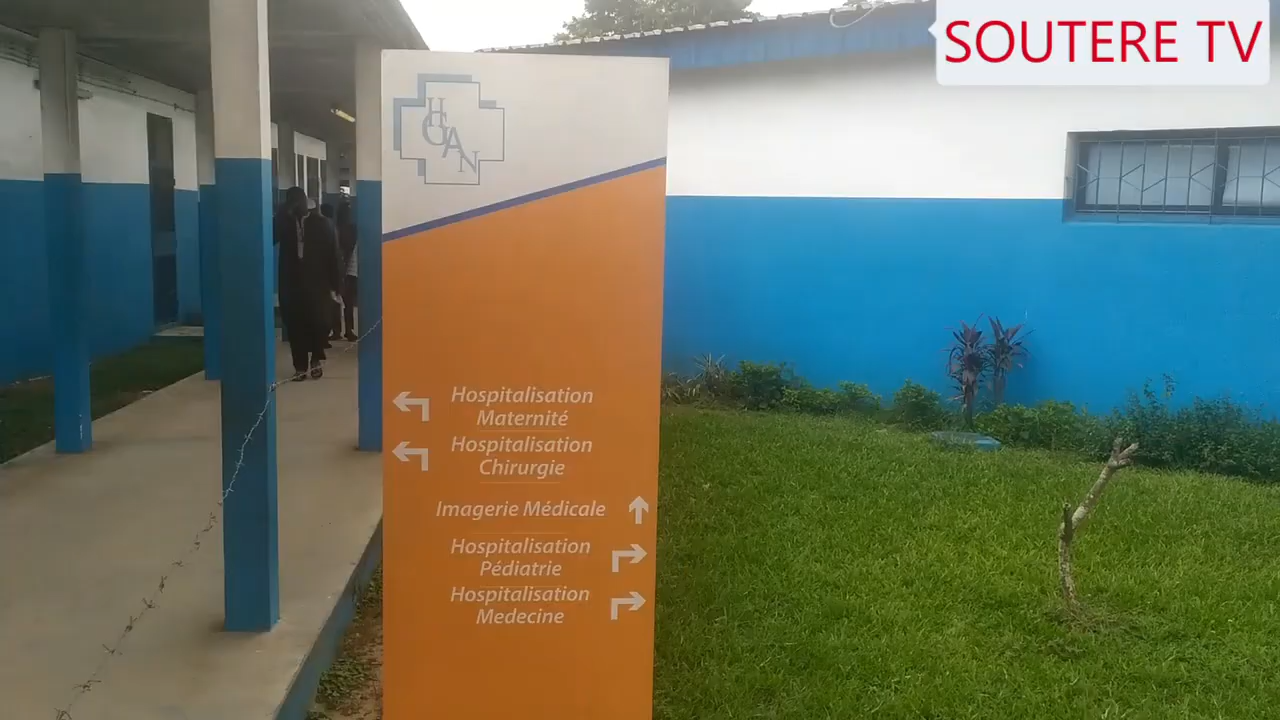 SOUTERE TV
HGAN
Hospitalisation
Maternité
Hospitalisation
Chirurgie
Imagerie Médicale
Hospitalisation
Pédiatrie
Hospitalisation
Medecine